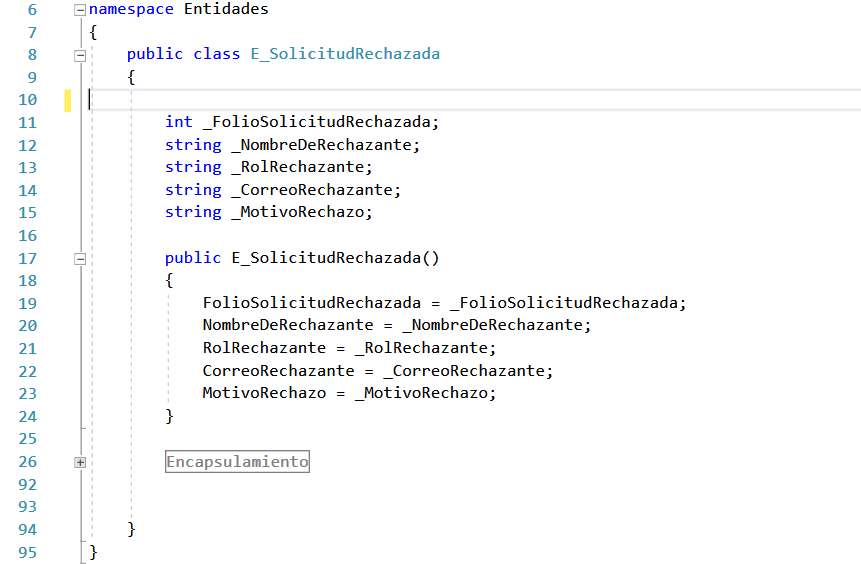 6 namespace Entidades
7 {
8 public class E_SolicitudRechazada
9 {
10
11 int _FolioSolicitudRechazada;
12 string _NombreDeRechazante;
13 string _RolRechazante;
14 string _CorreoRechazante;
15 string _MotivoRechazo;
16
17 public E_SolicitudRechazada()
18 {
19 FolioSolicitudRechazada = _FolioSolicitudRechazada;
20 NombreDeRechazante = _NombreDeRechazante;
21 RolRechazante = _RolRechazante;
22 CorreoRechazante = _CorreoRechazante;
23 MotivoRechazo = _MotivoRechazo;
24 }
25
26 Encapsulamiento
92
93
94 }
95 }